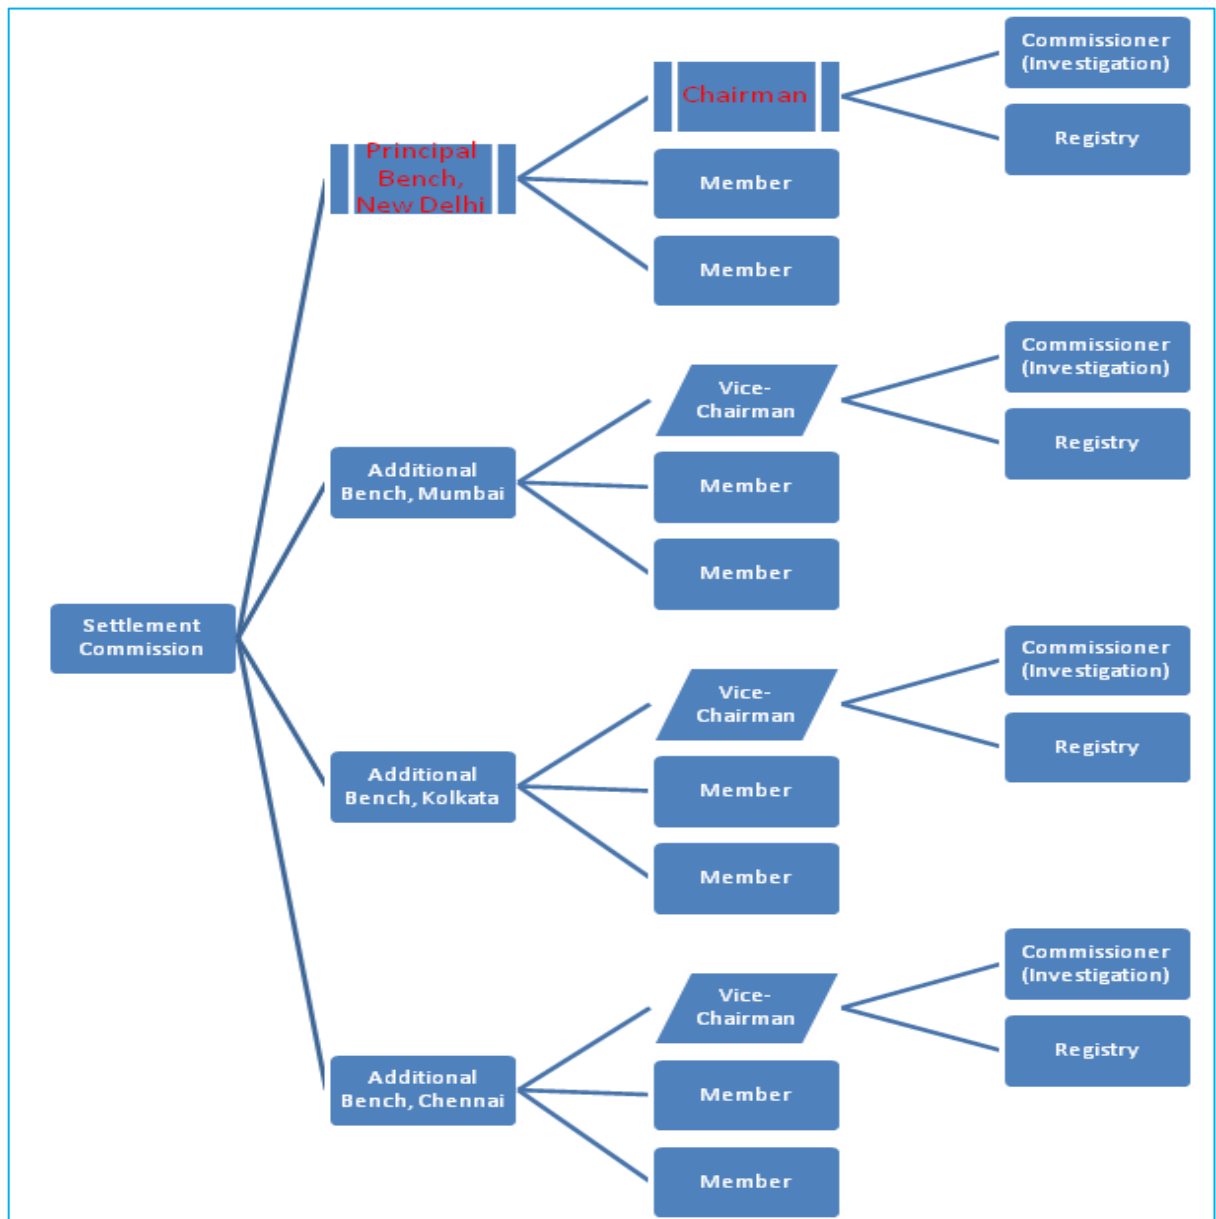 Commissioner
(Investigation)
Chairman
Registry
Principal
Bench,
New Delhi
Member
Member
Commissioner
(Investigation)
Vice-
Chairman
Registry
Additional
Bench, Mumbai
Member
Member
Settlement
Commission
Commissioner
(Investigation)
Vice-
Chairman
Registry
Additional
Bench, Kolkata
Member
Member
Commissioner
(Investigation)
Vice-
Chairman
Registry
Additional
Bench, Chennai
Member
Member